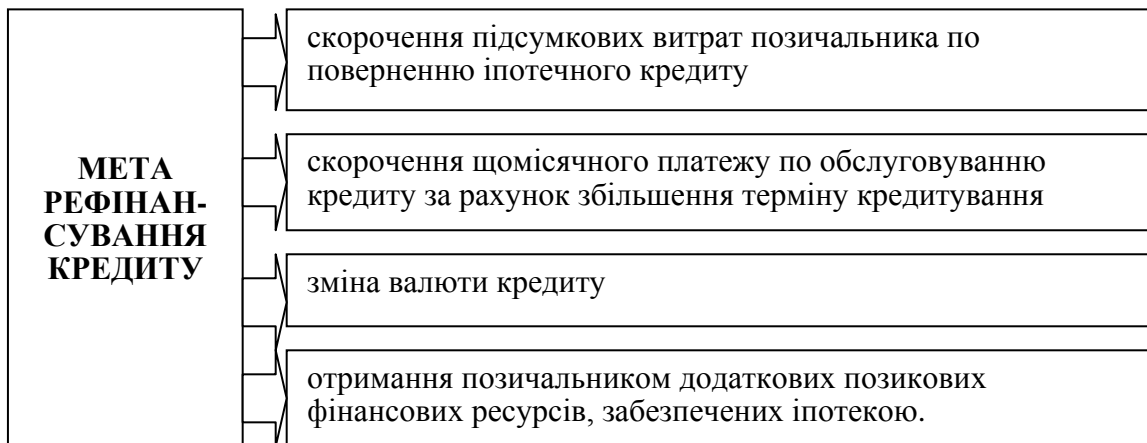 МЕТА
РЕФІНАН-
СУВАННЯ
КРЕДИТУ
скорочення підсумкових витрат позичальника по
поверненню іпотечного кредиту
скорочення щомісячного платежу по обслуговуванню
кредиту за рахунок збільшення терміну кредитування
зміна валюти кредиту
отримання позичальником додаткових позикових
фінансових ресурсів, забезпечених іпотекою.